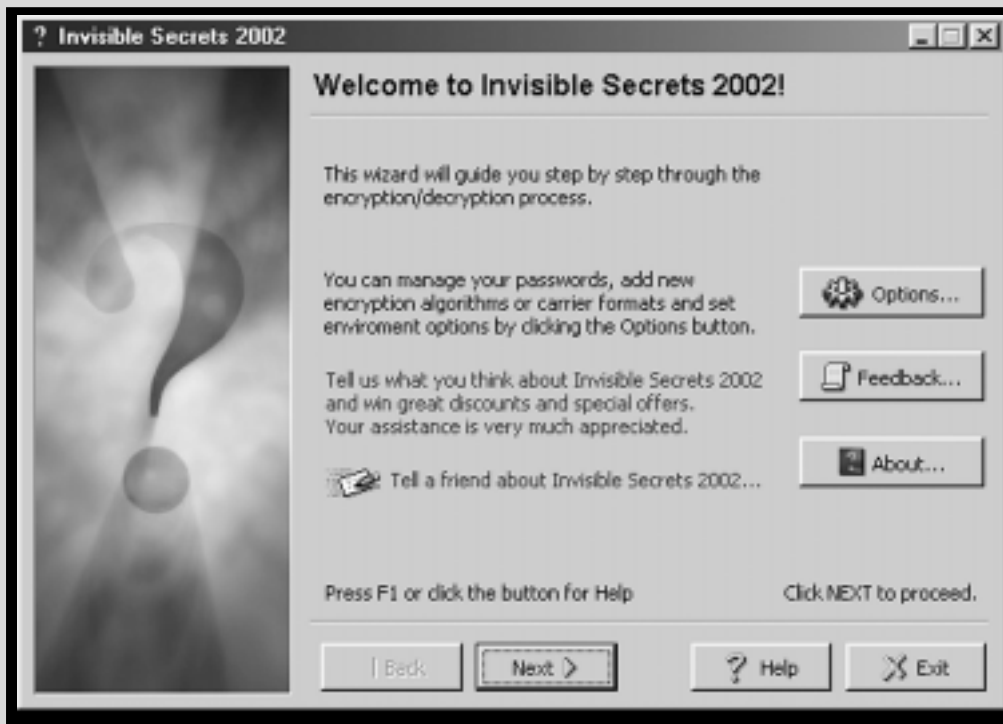 ? Invisible Secrets 2002
Welcome to Invisible Secrets 2002!
This wizard will guide you step by step through the
encryption/decryption process.
You can manage your passwords, add new
encryption algorithms or carrier formats and set
enviroment options by clicking the Options button.
Options...
Tell us what you think about Invisible Secrets 2002
and win great discounts and special offers.
Your assistance is very much appreciated.
Feedback...
Tell a friend about Invisible Secrets 2002...
About...
Press F1 or click the button for Help
Click NEXT to proceed.
Back
Next >
? Help
Exit